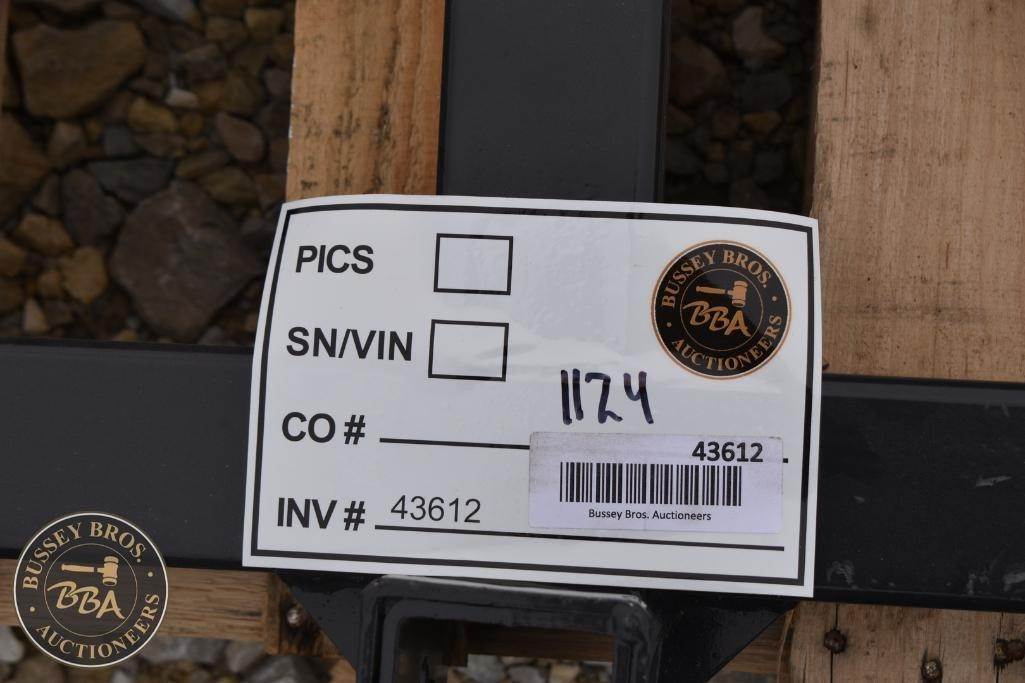 PICS
BUSSEY BROS.
BBA
AUCTIONEERS
SN/VIN
1124
CO #
43612
Bussey Bros. Auctioneers
INV # 43612
BUSSEY BROS.
BBA
AUCTIONEERS